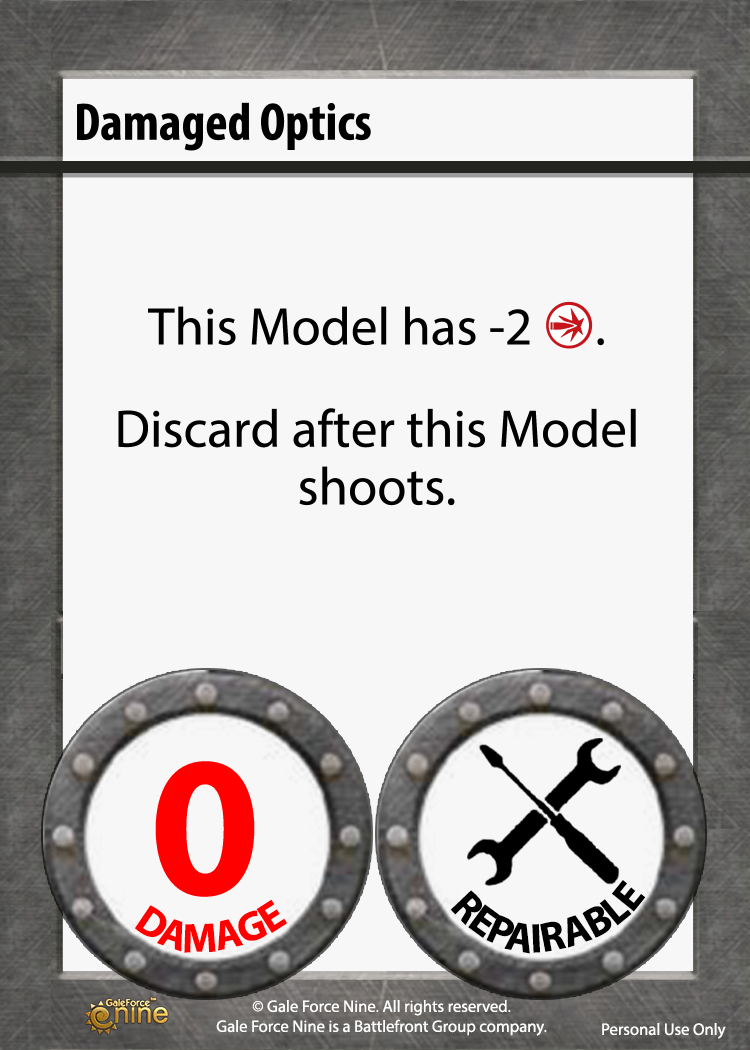 Damaged Optics
This Model has -2 .
Discard after this Model
shoots.
0
DAMAGE
REPAIRABLE
GaleForce™
nine
© Gale Force Nine. All rights reserved.
Gale Force Nine is a Battlefront Group company.
Personal Use Only